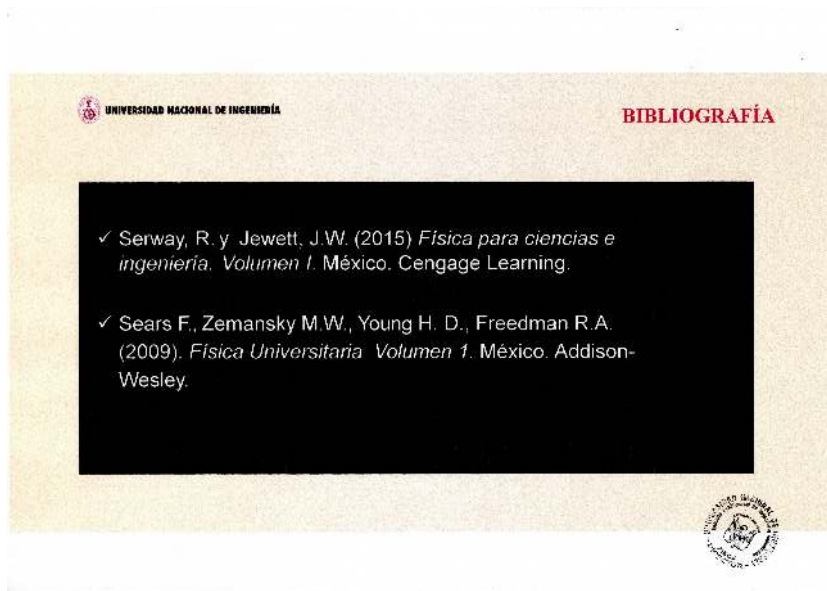 UNIVERSIDAD NACIONAL DE INGENIERÍA
BIBLIOGRAFÍA
✓ Serway, R. y Jewett, J.W. (2015) Física para ciencias e
ingeniería. Volumen I. México. Cengage Learning.
✓ Sears F., Zemansky M.W., Young H. D., Freedman R.A.
(2009). Física Universitaria Volumen 1. México. Addison-
Wesley.